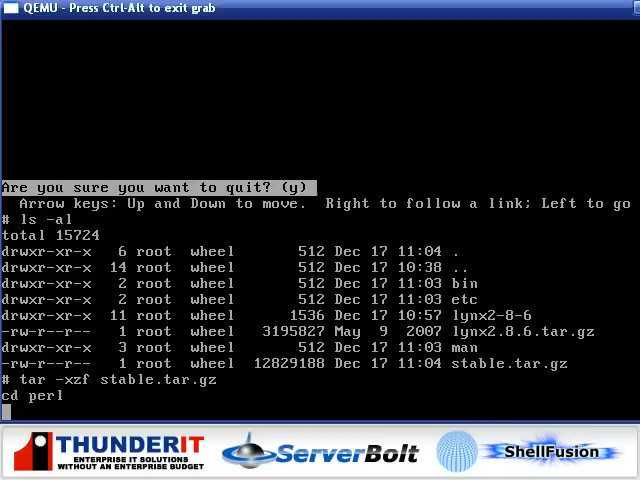 QEMU - Press Ctrl-Alt to exit grab
Are you sure you want to quit? (y)
Arrow keys: Up and Down to move.  Right to follow a link; Left to go
# ls -al
total 15724
drwxr-xr-x   6 root  wheel       512 Dec 17 11:04 .
drwxr-xr-x  14 root  wheel       512 Dec 17 10:38 ..
drwxr-xr-x   2 root  wheel       512 Dec 17 11:03 bin
drwxr-xr-x   2 root  wheel       512 Dec 17 11:03 etc
drwxr-xr-x  11 root  wheel      1536 Dec 17 10:57 lynx2-8-6
-rw-r--r--   1 root  wheel   3195827 May  9  2007 lynx2.8.6.tar.gz
drwxr-xr-x   3 root  wheel       512 Dec 17 11:03 man
-rw-r--r--   1 root  wheel  12829188 Dec 17 11:04 stable.tar.gz
# tar -xzf stable.tar.gz
cd perl
THUNDERIT
ENTERPRISE IT SOLUTIONS
WITHOUT AN ENTERPRISE BUDGET
ServerBolt
ShellFusion